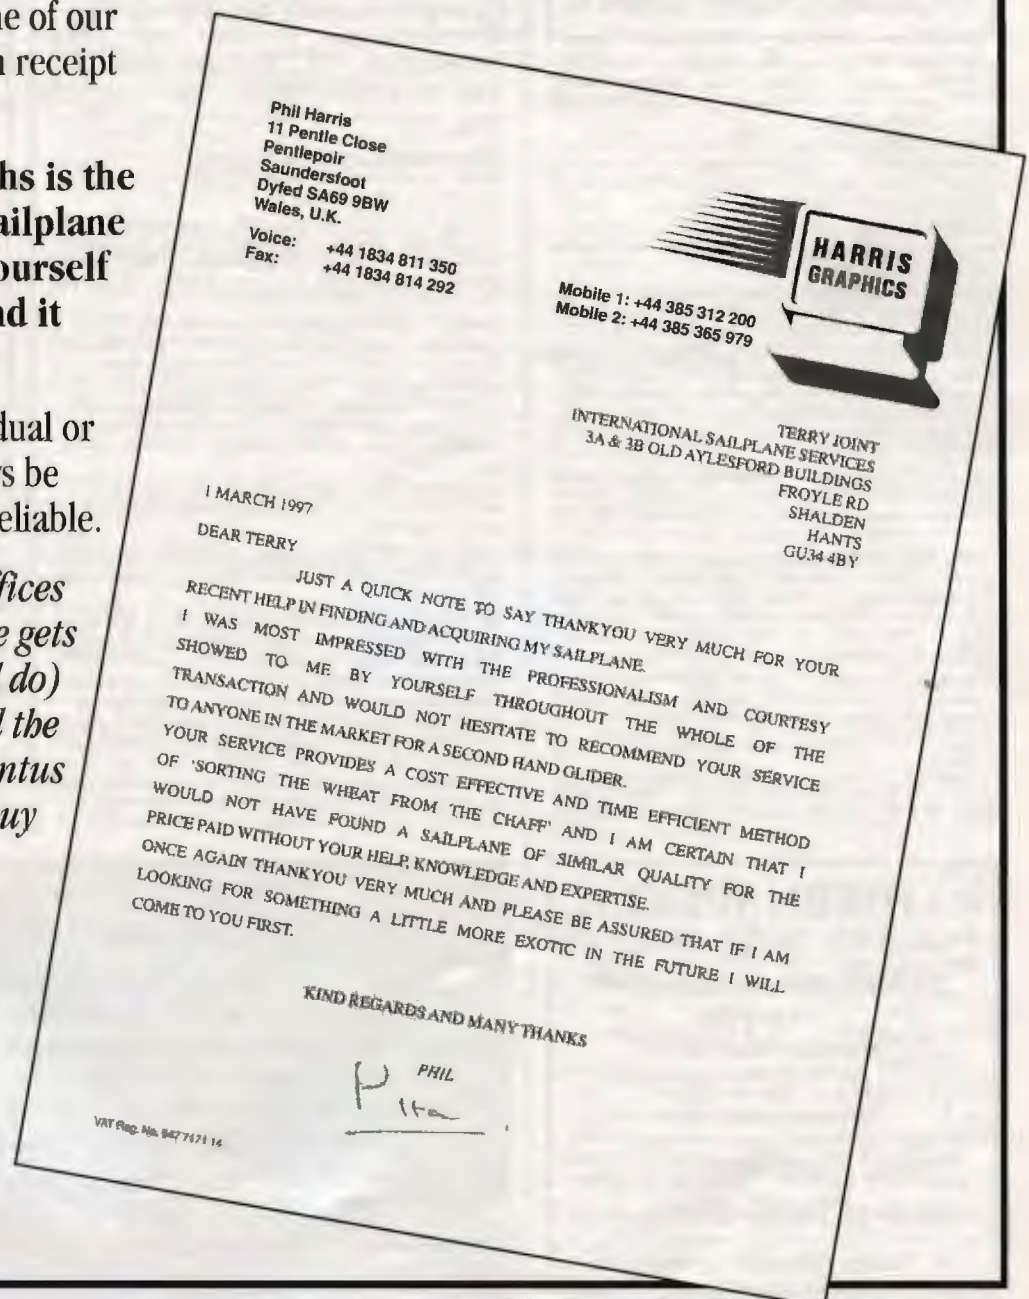 ne of our
n receipt
hs is the
ailplane
ourself
nd it
dual or
rs be
eliable.
ffices
e gets
l do)
l the
ntus
uy
Phil Harris
11 Pentle Close
Pentlepoir
Saundersfoot
Dyfed SA69 9BW
Wales, U.K.
Voice: +44 1834 811 350
Fax: +44 1834 814 292
HARRIS
GRAPHICS
Mobile 1: +44 385 312 200
Mobile 2: +44 385 365 979
TERRY JOINT
INTERNATIONAL SAILPLANE SERVICES
3A & 3B OLD AYLESFORD BUILDINGS
FROYLE RD
SHALDEN
HANTS
GU34 4BY
1 MARCH 1997
DEAR TERRY
JUST A QUICK NOTE TO SAY THANKYOU VERY MUCH FOR YOUR
RECENT HELP IN FINDING AND ACQUIRING MY SAILPLANE.
I WAS MOST IMPRESSED WITH THE PROFESSIONALISM AND COURTESY
SHOWED TO ME BY YOURSELF THROUGHOUT THE WHOLE OF THE
TRANSACTION AND WOULD NOT HESITATE TO RECOMMEND YOUR SERVICE
TO ANYONE IN THE MARKET FOR A SECOND HAND GLIDER.
YOUR SERVICE PROVIDES A COST EFFECTIVE AND TIME EFFICIENT METHOD
OF 'SORTING THE WHEAT FROM THE CHAFF' AND I AM CERTAIN THAT I
WOULD NOT HAVE FOUND A SAILPLANE OF SIMILAR QUALITY FOR THE
PRICE PAID WITHOUT YOUR HELP, KNOWLEDGE AND EXPERTISE.
ONCE AGAIN THANKYOU VERY MUCH AND PLEASE BE ASSURED THAT IF I AM
LOOKING FOR SOMETHING A LITTLE MORE EXOTIC IN THE FUTURE I WILL
COME TO YOU FIRST.
KIND REGARDS AND MANY THANKS
PHIL
VAT Reg. No.